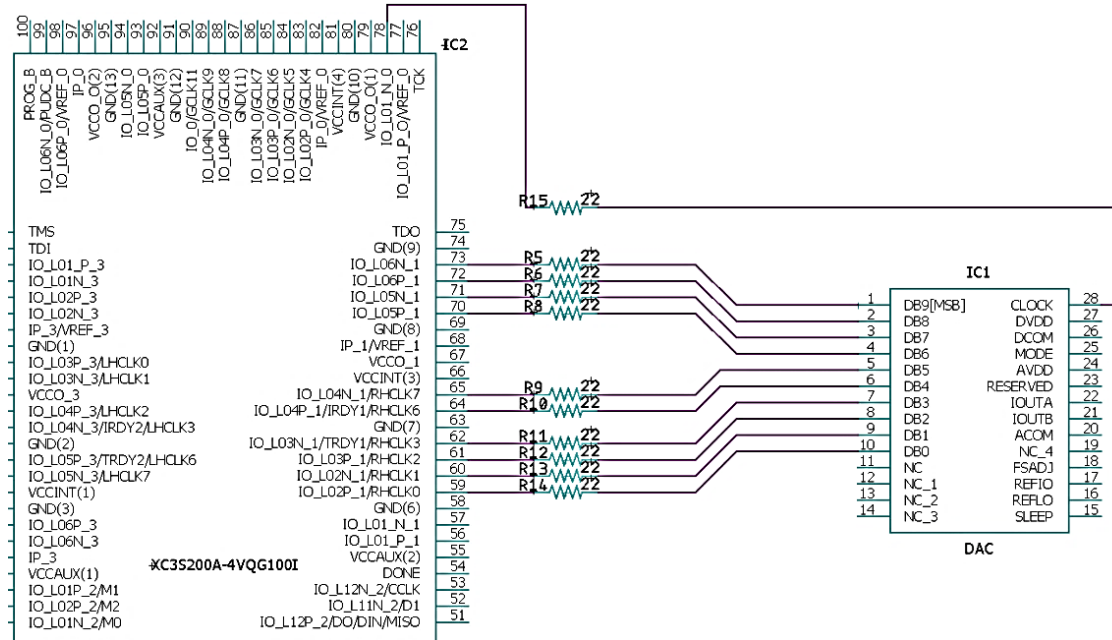 100 99 98 97 96 95 94 93 92 91 90 89 88 87 86 85 84 83 82 81 80 79 78 77 76
IC2
PROG_B
IO_L06N_0/PUDC_B
IO_L06P_0/VREF_0
IP_0
VCCO_O(2)
GND(13)
IO_L05N_0
IO_L05P_0
VCCAUX(3)
GND(12)
IO_0/GCLK11
IO_L04N_0/GCLK9
IO_L04P_0/GCLK8
GND(11)
IO_L03N_0/GCLK7
IO_L03P_0/GCLK6
IO_L02N_0/GCLK5
IO_L02P_0/GCLK4
IP_0/VREF_0
VCCINT(4)
GND(10)
VCCO_O(1)
IO_L01_N_0
IO_L01_P_O/VREF_0
TCK
R15 22
TMS
TDI
IO_L01_P_3
IO_L01N_3
IO_L02P_3
IO_L02N_3
IP_3/VREF_3
GND(1)
IO_L03P_3/LHCLK0
IO_L03N_3/LHCLK1
VCCO_3
IO_L04P_3/LHCLK2
IO_L04N_3/IRDY2/LHCLK3
GND(2)
IO_L05P_3/TRDY2/LHCLK6
IO_L05N_3/LHCLK7
VCCINT(1)
GND(3)
IO_L06P_3
IO_L06N_3
IP_3
VCCAUX(1)
IO_L01P_2/M1
IO_L02P_2/M2
IO_L01N_2/M0
XC3S200A-4VQG100I
TDO 75
GND(9) 74
IO_L06N_1 73
IO_L06P_1 72
IO_L05N_1 71
IO_L05P_1 70
GND(8) 69
IP_1/VREF_1 68
VCCO_1 67
VCCINT(3) 66
IO_L04N_1/RHCLK7 65
IO_L04P_1/IRDY1/RHCLK6 64
GND(7) 63
IO_L03N_1/TRDY1/RHCLK3 62
IO_L03P_1/RHCLK2 61
IO_L02N_1/RHCLK1 60
IO_L02P_1/RHCLK0 59
GND(6) 58
IO_L01_N_1 57
IO_L01_P_1 56
VCCAUX(2) 55
DONE 54
IO_L12N_2/CCLK 53
IO_L11N_2/D1 52
IO_L12P_2/DO/DIN/MISO 51
R5 22
R6 22
R7 22
R8 22
R9 22
R10 22
R11 22
R12 22
R13 22
R14 22
IC1
1 DB9[MSB] CLOCK 28
2 DB8 DVDD 27
3 DB7 DCOM 26
4 DB6 MODE 25
5 DB5 AVDD 24
6 DB4 RESERVED 23
7 DB3 IOUTA 22
8 DB2 IOUTB 21
9 DB1 ACOM 20
10 DB0 NC_4 19
11 NC FSADJ 18
12 NC_1 REFIO 17
13 NC_2 REFLO 16
14 NC_3 SLEEP 15
DAC